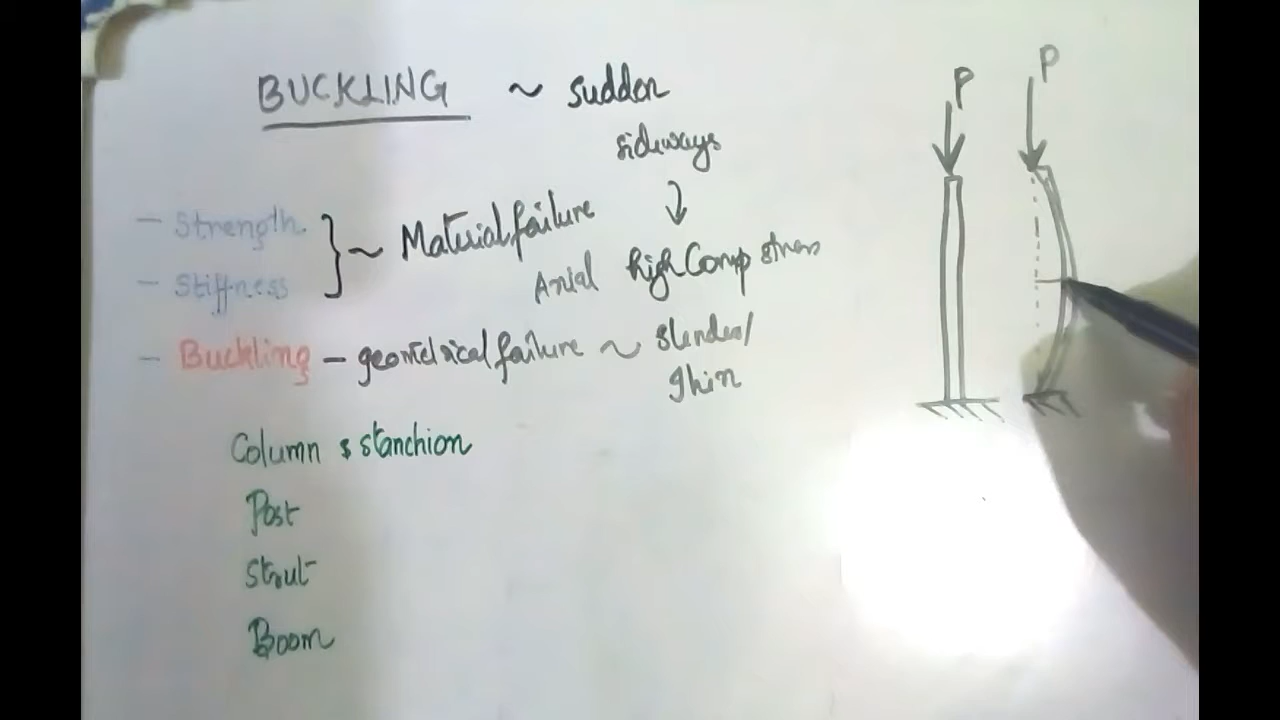 BUCKLING ~ sudden
sideways
- Strength
- Stiffness
} ~ Material failure
Axial high Comp stress
- Buckling - geometrical failure ~ slender/
thin
Column & stanchion
Post
Strut
Boom
P
P